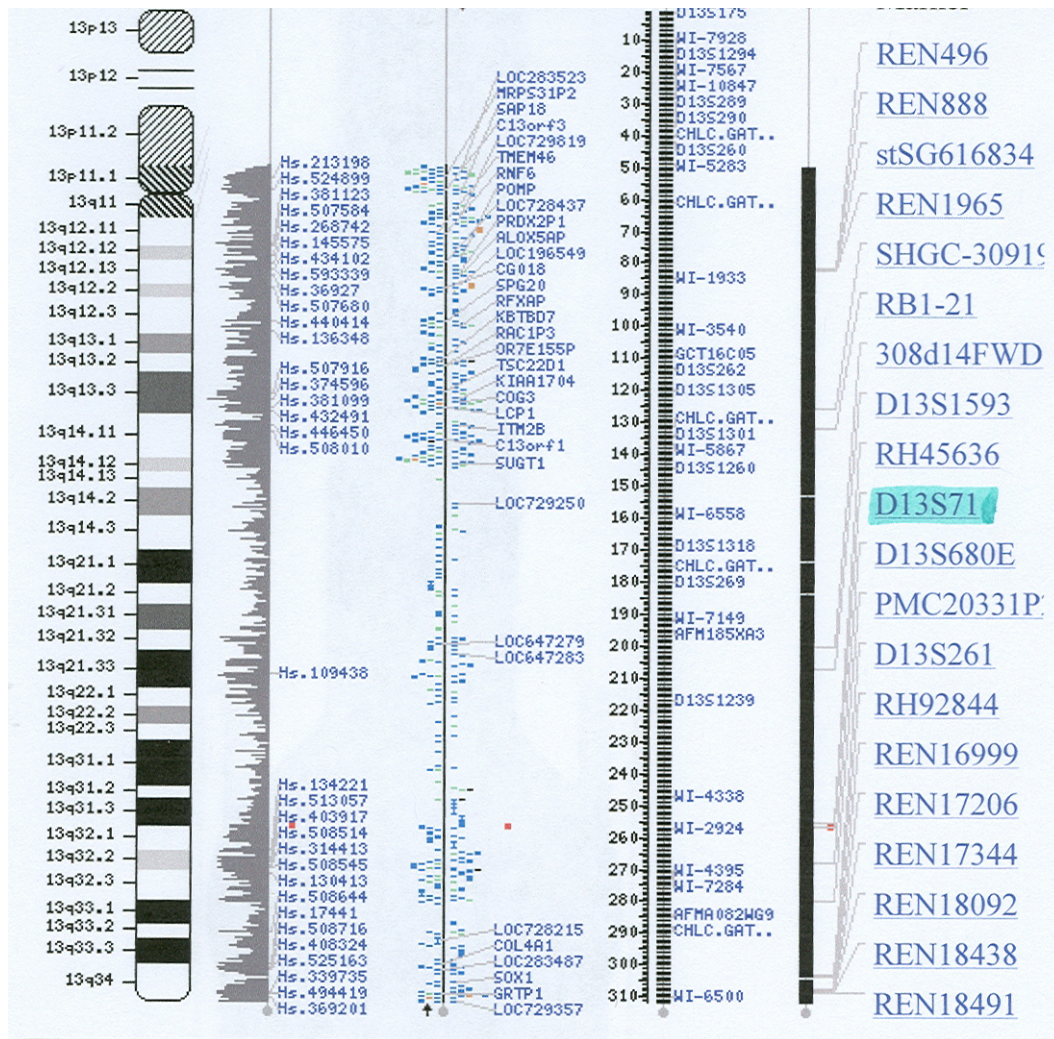 13p13
13p12
13p11.2
13p11.1
13q11
13q12.11
13q12.12
13q12.13
13q12.2
13q12.3
13q13.1
13q13.2
13q13.3
13q14.11
13q14.12
13q14.13
13q14.2
13q14.3
13q21.1
13q21.2
13q21.31
13q21.32
13q21.33
13q22.1
13q22.2
13q22.3
13q31.1
13q31.2
13q31.3
13q32.1
13q32.2
13q32.3
13q33.1
13q33.2
13q33.3
13q34
Hs.213198
Hs.524899
Hs.381123
Hs.507584
Hs.268742
Hs.145575
Hs.434102
Hs.593339
Hs.36927
Hs.507680
Hs.440414
Hs.136348
Hs.507916
Hs.374596
Hs.381099
Hs.432491
Hs.446450
Hs.508010
Hs.109438
Hs.134221
Hs.513057
Hs.403917
Hs.508514
Hs.314413
Hs.508545
Hs.130413
Hs.508644
Hs.17441
Hs.508716
Hs.408324
Hs.525163
Hs.339735
Hs.494419
Hs.369201
LOC283523
MRPS31P2
SAP18
C13orf3
LOC729819
TMEM46
RNF6
POMP
LOC728437
PRDX2P1
ALOX5AP
LOC196549
CG018
SPG20
RFXAP
KBTBD7
RAC1P3
OR7E155P
TSC22D1
KIAA1704
COG3
LCP1
ITM2B
C13orf1
SUGT1
LOC729250
LOC647279
LOC647283
LOC728215
COL4A1
LOC283487
SOX1
GRTP1
LOC729357
10
20
30
40
50
60
70
80
90
100
110
120
130
140
150
160
170
180
190
200
210
220
230
240
250
260
270
280
290
300
310
D13S175
WI-7928
D13S1294
WI-7567
WI-10847
D13S289
D13S290
CHLC.GAT..
D13S260
WI-5283
CHLC.GAT..
WI-1933
WI-3540
GCT16C05
D13S262
D13S1305
CHLC.GAT..
D13S1301
WI-5867
D13S1260
WI-6558
D13S1318
CHLC.GAT..
D13S269
WI-7149
AFM185XA3
D13S1239
WI-4338
WI-2924
WI-4395
WI-7284
AFMA082WG9
CHLC.GAT..
WI-6500
REN496
REN888
stSG616834
REN1965
SHGC-30919
RB1-21
308d14FWD
D13S1593
RH45636
D13S71
D13S680E
PMC20331P
D13S261
RH92844
REN16999
REN17206
REN17344
REN18092
REN18438
REN18491